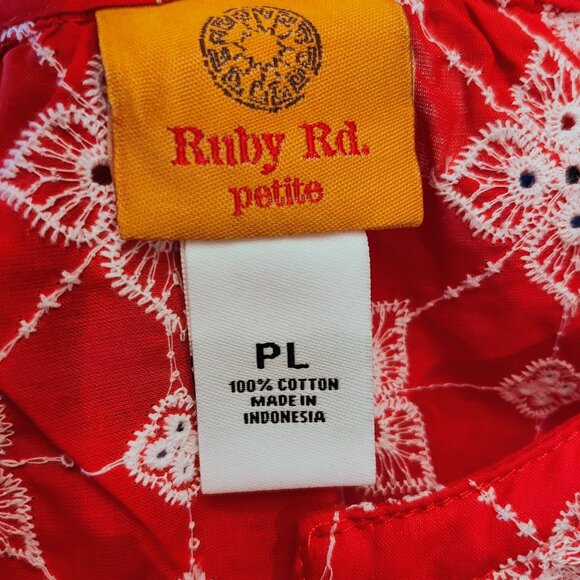 Ruby Rd.
petite
PL
100% COTTON
MADE IN
INDONESIA